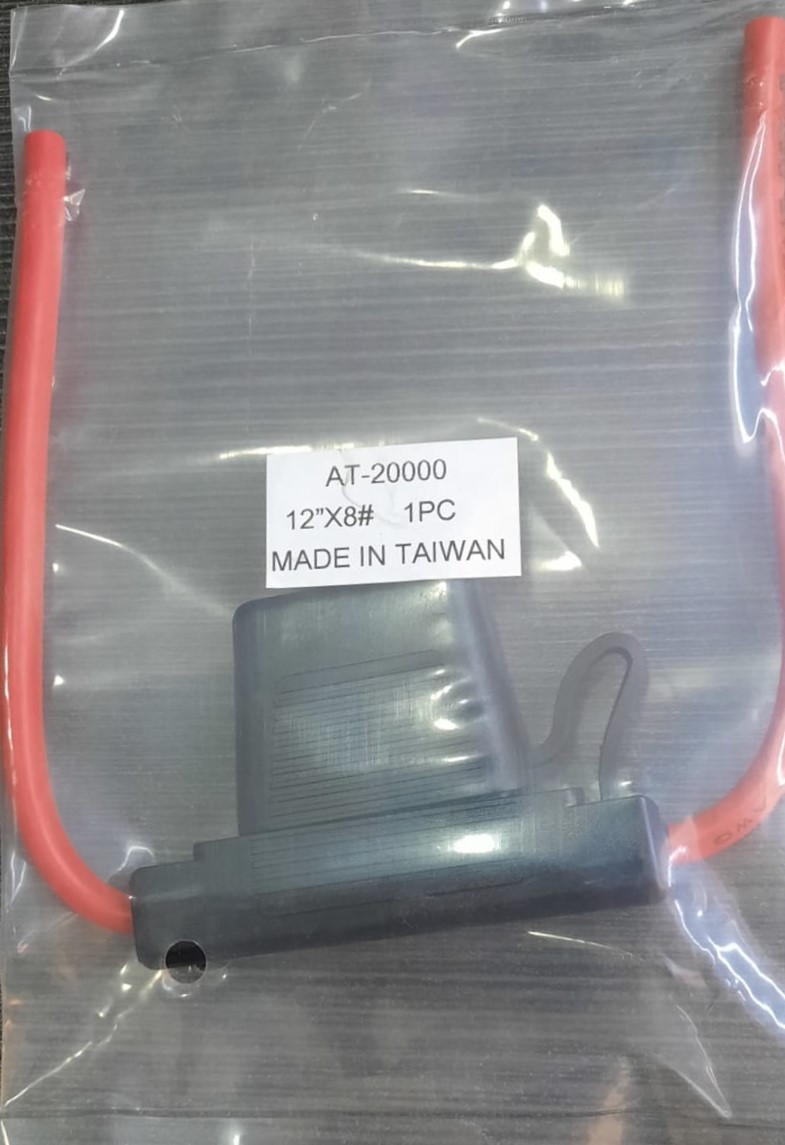 AT-20000
12”X8# 1PC
MADE IN TAIWAN